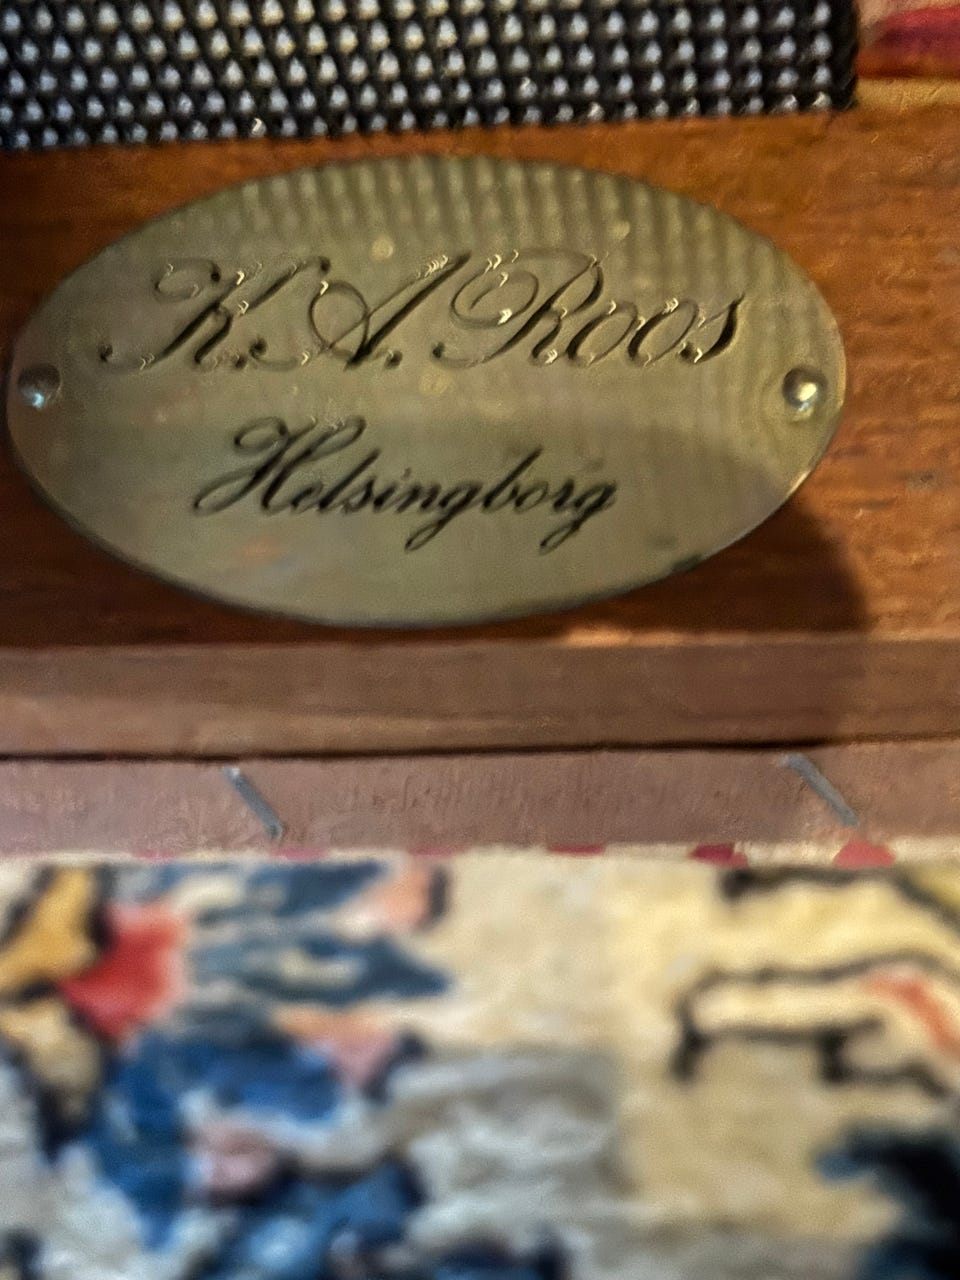 K. A. Roos
Helsingborg